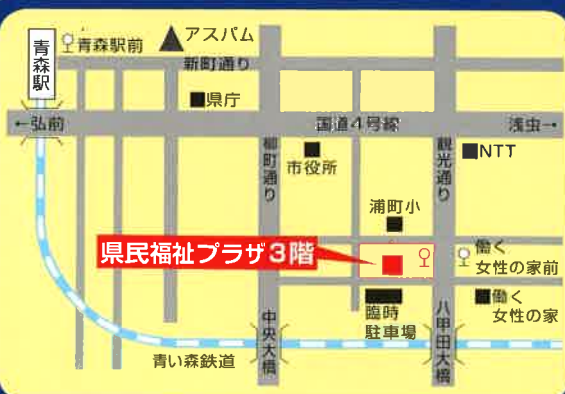 青森駅
青森駅前
アスパム
新町通り
県庁
←弘前
国道4号線
浅虫→
柳町通り
市役所
観光通り
NTT
浦町小
県民福祉プラザ3階
働く
女性の家前
臨時
駐車場
働く
女性の家
中央大橋
八甲田大橋
青い森鉄道